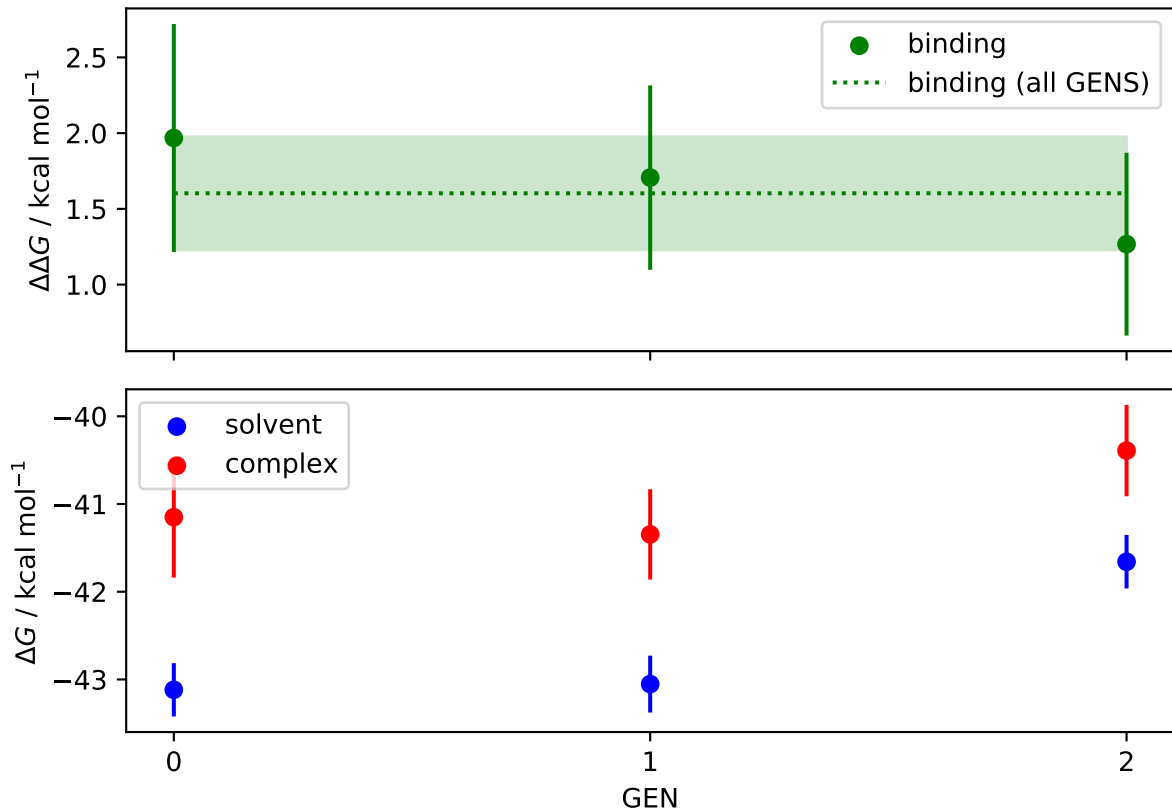 ΔΔG / kcal mol⁻¹
2.5
2.0
1.5
1.0
binding
binding (all GENS)
ΔG / kcal mol⁻¹
−40
−41
−42
−43
solvent
complex
0
1
2
GEN